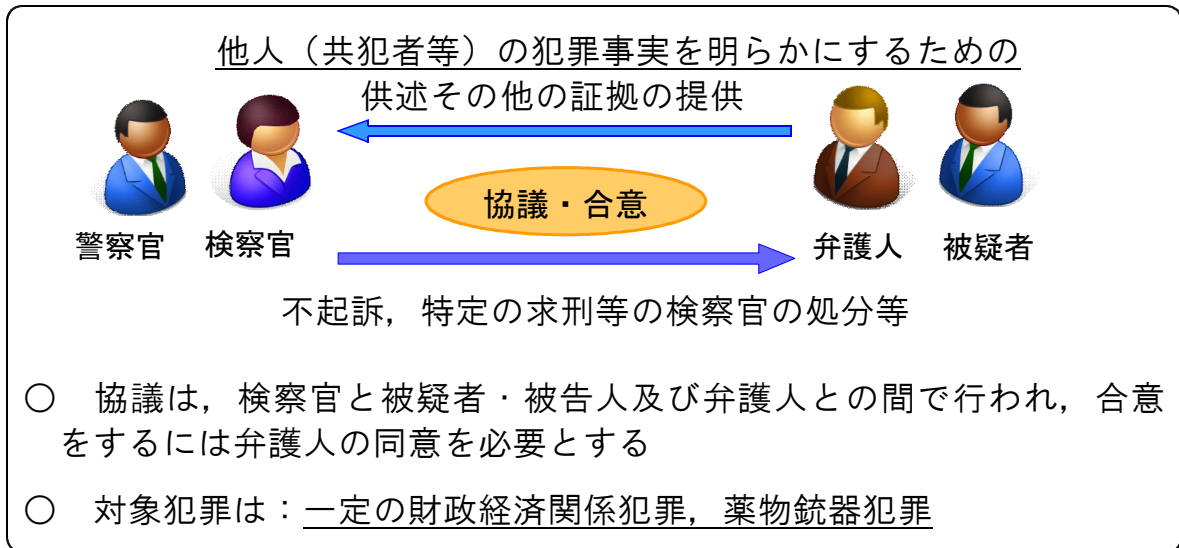 他人（共犯者等）の犯罪事実を明らかにするための
供述その他の証拠の提供
協議・合意
警察官 検察官 弁護人 被疑者
不起訴，特定の求刑等の検察官の処分等
○ 協議は，検察官と被疑者・被告人及び弁護人との間で行われ，合意
をするには弁護人の同意を必要とする
○ 対象犯罪は：一定の財政経済関係犯罪，薬物銃器犯罪